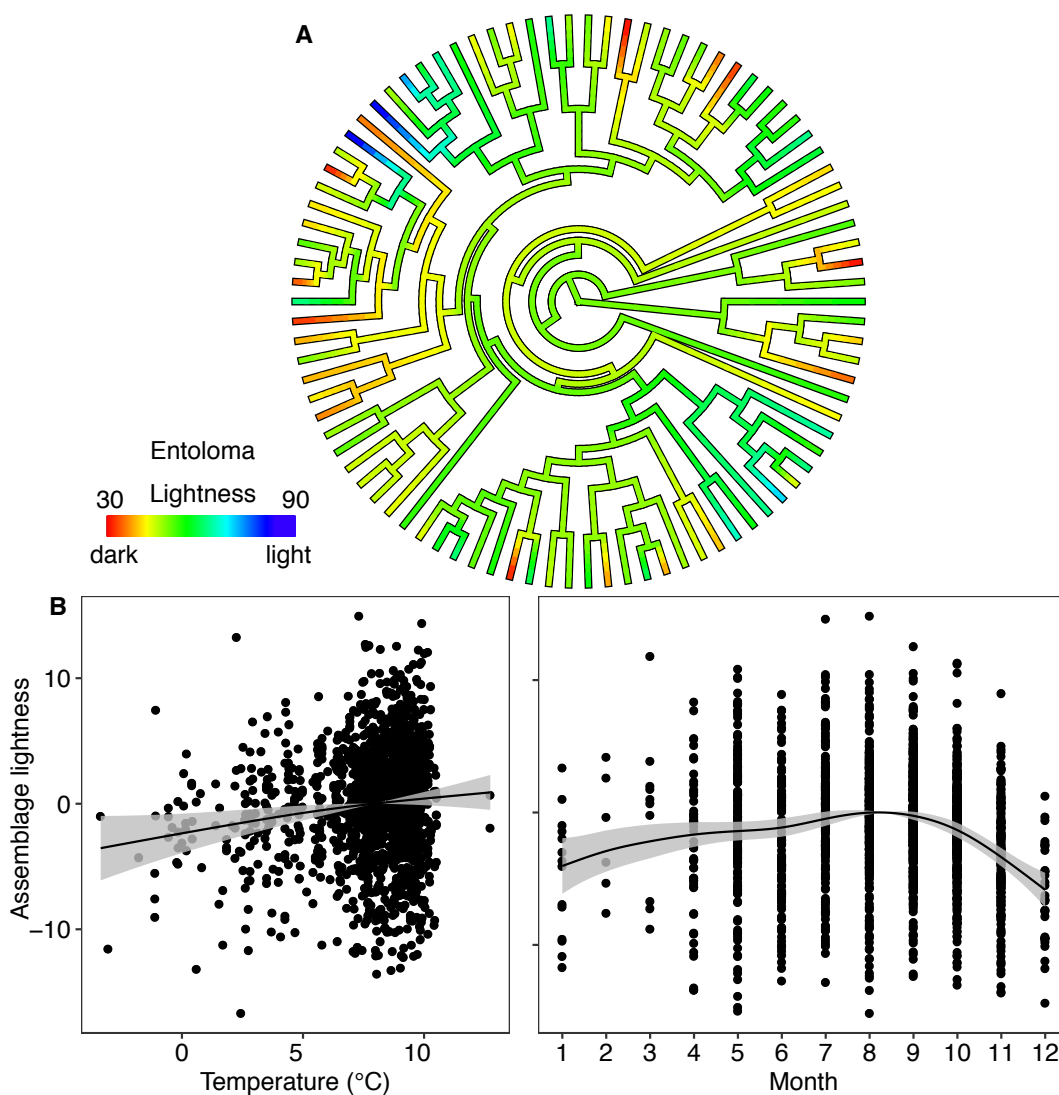 A
Entoloma
Lightness
30 90
dark light
B
Assemblage lightness
10
0
−10
0 5 10
Temperature (°C)
1 2 3 4 5 6 7 8 9 10 11 12
Month